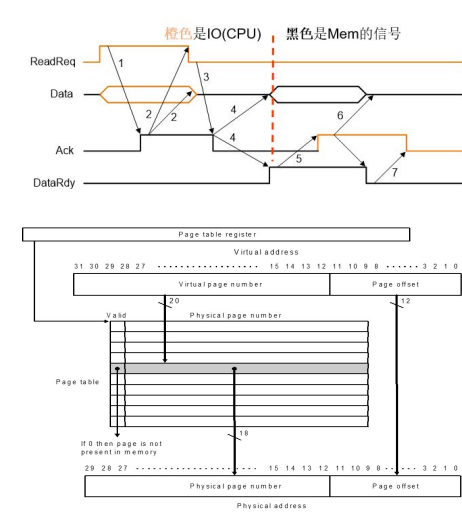 橙色是IO(CPU) 黑色是Mem的信号
ReadReq
1
3
Data
2
2
4
6
4
Ack
5
7
DataRdy
Page table register
Virtual address
31 30 29 28 27 ··················· 15 14 13 12 11 10 9 8 ······ 3 2 1 0
Virtual page number Page offset
20 12
Valid Physical page number
Page table
18
If 0 then page is not
present in memory
29 28 27 ··················· 15 14 13 12 11 10 9 8 ······ 3 2 1 0
Physical page number Page offset
Physical address